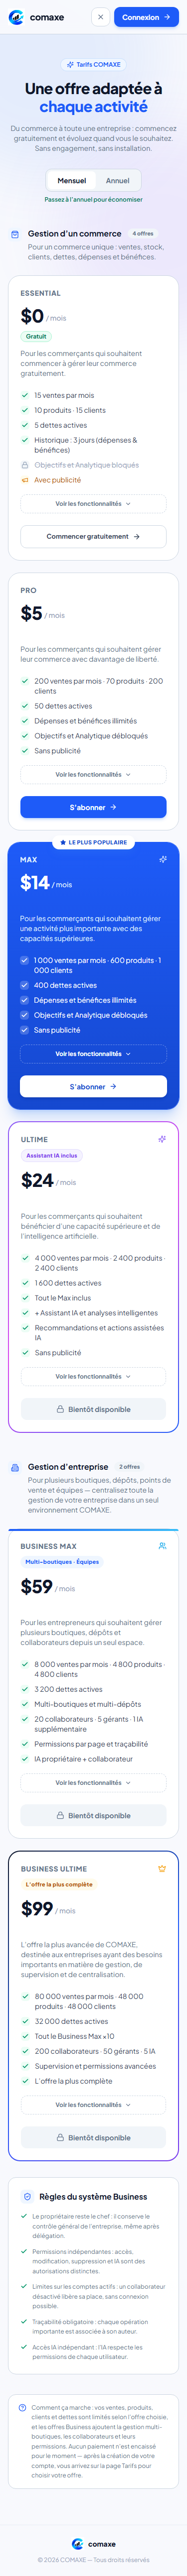 comaxe
Connexion
Tarifs COMAXE
Une offre adaptée à
chaque activité
Du commerce à toute une entreprise : commencez
gratuitement et évoluez quand vous le souhaitez.
Sans engagement, sans installation.
Mensuel
Annuel
Passez à l'annuel pour économiser
Gestion d'un commerce
4 offres
Pour un commerce unique : ventes, stock,
clients, dettes, dépenses et bénéfices.
ESSENTIAL
$0 / mois
Gratuit
Pour les commerçants qui souhaitent
commencer à gérer leur commerce
gratuitement.
15 ventes par mois
10 produits · 15 clients
5 dettes actives
Historique : 3 jours (dépenses &
bénéfices)
Objectifs et Analytique bloqués
Avec publicité
Voir les fonctionnalités
Commencer gratuitement
PRO
$5 / mois
Pour les commerçants qui souhaitent gérer
leur commerce avec davantage de liberté.
200 ventes par mois · 70 produits · 200
clients
50 dettes actives
Dépenses et bénéfices illimités
Objectifs et Analytique débloqués
Sans publicité
Voir les fonctionnalités
S'abonner
LE PLUS POPULAIRE
MAX
$14 / mois
Pour les commerçants qui souhaitent gérer
une activité plus importante avec des
capacités supérieures.
1 000 ventes par mois · 600 produits · 1
000 clients
400 dettes actives
Dépenses et bénéfices illimités
Objectifs et Analytique débloqués
Sans publicité
Voir les fonctionnalités
S'abonner
ULTIME
Assistant IA inclus
$24 / mois
Pour les commerçants qui souhaitent
bénéficier d'une capacité supérieure et de
l'intelligence artificielle.
4 000 ventes par mois · 2 400 produits ·
2 400 clients
1 600 dettes actives
Tout le Max inclus
+ Assistant IA et analyses intelligentes
Recommandations et actions assistées
IA
Sans publicité
Voir les fonctionnalités
Bientôt disponible
Gestion d'entreprise
2 offres
Pour plusieurs boutiques, dépôts, points de
vente et équipes — centralisez toute la
gestion de votre entreprise dans un seul
environnement COMAXE.
BUSINESS MAX
Multi-boutiques · Équipes
$59 / mois
Pour les entrepreneurs qui souhaitent gérer
plusieurs boutiques, dépôts et
collaborateurs depuis un seul espace.
8 000 ventes par mois · 4 800 produits ·
4 800 clients
3 200 dettes actives
Multi-boutiques et multi-dépôts
20 collaborateurs · 5 gérants · 1 IA
supplémentaire
Permissions par page et traçabilité
IA propriétaire + collaborateur
Voir les fonctionnalités
Bientôt disponible
BUSINESS ULTIME
L'offre la plus complète
$99 / mois
L'offre la plus avancée de COMAXE,
destinée aux entreprises ayant des besoins
importants en matière de gestion, de
supervision et de centralisation.
80 000 ventes par mois · 48 000
produits · 48 000 clients
32 000 dettes actives
Tout le Business Max ×10
200 collaborateurs · 50 gérants · 5 IA
Supervision et permissions avancées
L'offre la plus complète
Voir les fonctionnalités
Bientôt disponible
Règles du système Business
Le propriétaire reste le chef : il conserve le
contrôle général de l'entreprise, même après
délégation.
Permissions indépendantes : accès,
modification, suppression et IA sont des
autorisations distinctes.
Limites sur les comptes actifs : un collaborateur
désactivé libère sa place, sans connexion
possible.
Traçabilité obligatoire : chaque opération
importante est associée à son auteur.
Accès IA indépendant : l'IA respecte les
permissions de chaque utilisateur.
Comment ça marche : vos ventes, produits,
clients et dettes sont limités selon l'offre choisie,
et les offres Business ajoutent la gestion multi-
boutiques, les collaborateurs et leurs
permissions. Aucun paiement n'est encaissé
pour le moment — après la création de votre
compte, vous arrivez sur la page Tarifs pour
choisir votre offre.
comaxe
© 2026 COMAXE — Tous droits réservés